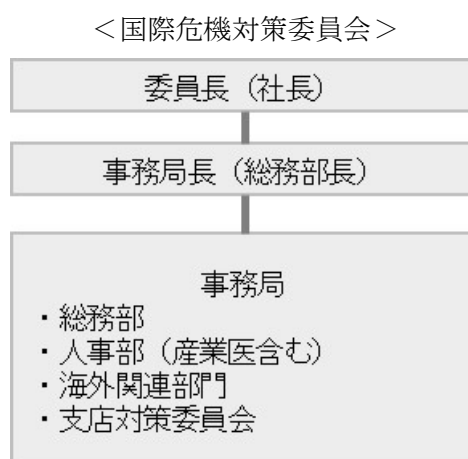 ＜国際危機対策委員会＞
委員長（社長）
事務局長（総務部長）
事務局
・総務部
・人事部（産業医含む）
・海外関連部門
・支店対策委員会